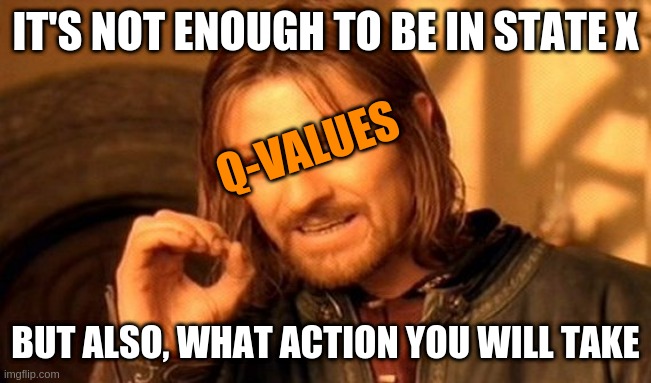 IT'S NOT ENOUGH TO BE IN STATE X
Q-VALUES
BUT ALSO, WHAT ACTION YOU WILL TAKE
imgflip.com